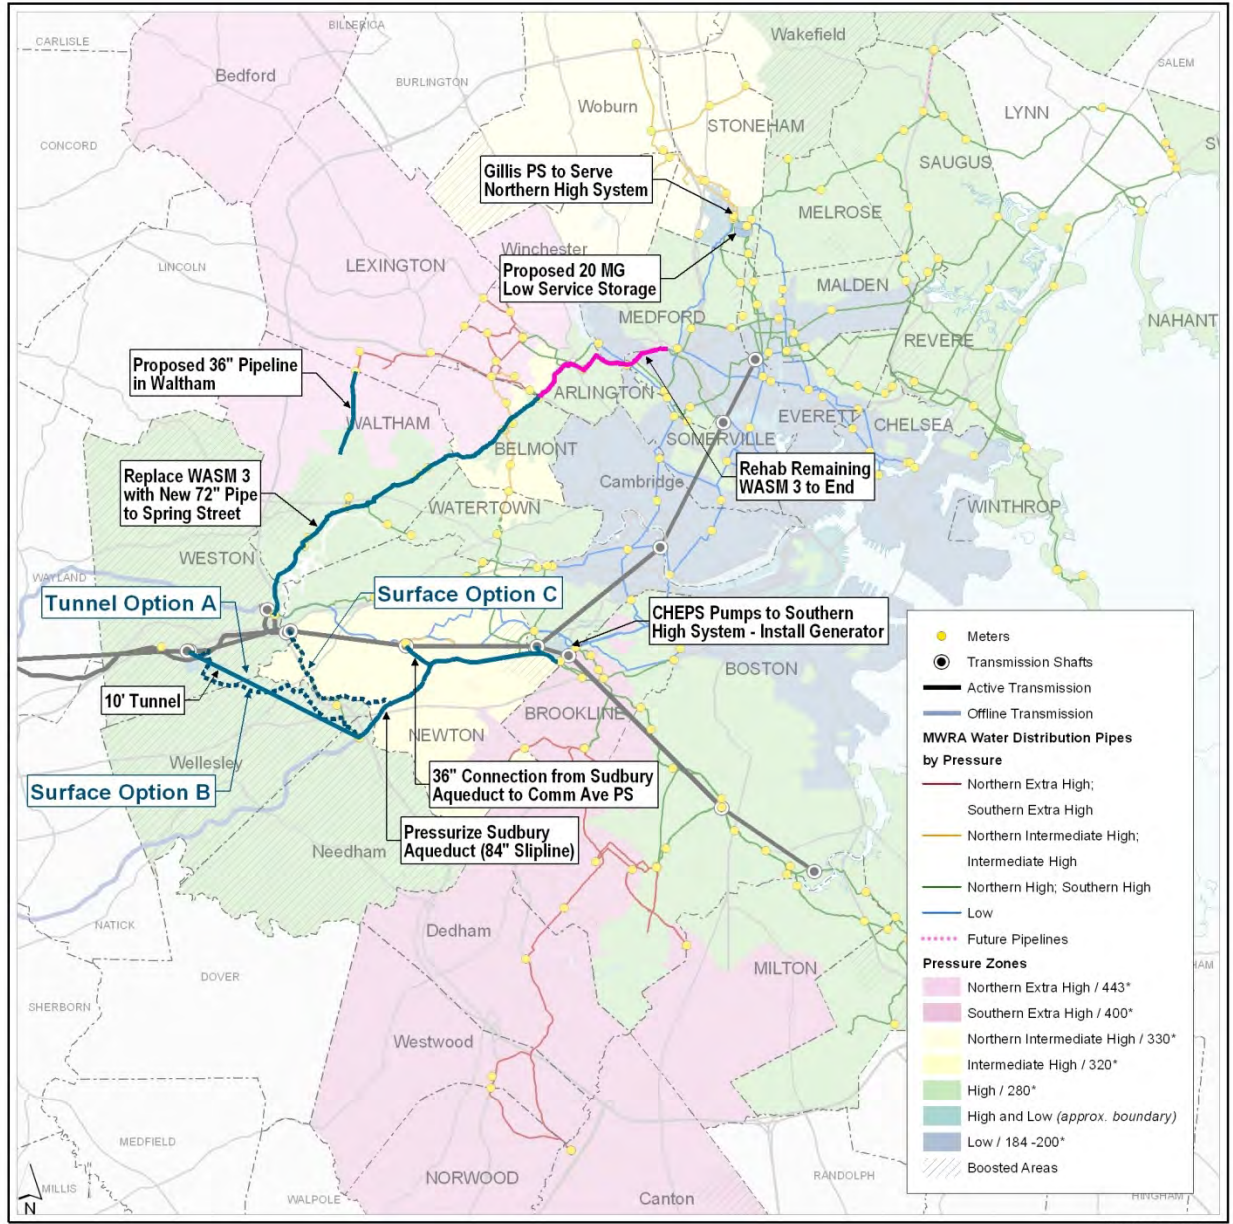 BILLERICA
CARLISLE
Wakefield
SALEM
Bedford
BURLINGTON
Woburn
LYNN
STONEHAM
CONCORD
SAUGUS
Gillis PS to Serve
Northern High System
MELROSE
Winchester
LINCOLN
LEXINGTON
Proposed 20 MG
Low Service Storage
MALDEN
MEDFORD
NAHANT
REVERE
Proposed 36" Pipeline
in Waltham
ARLINGTON
EVERETT
WALTHAM
CHELSEA
SOMERVILLE
BELMONT
Replace WASM 3
with New 72" Pipe
to Spring Street
Cambridge
Rehab Remaining
WASM 3 to End
WATERTOWN
WINTHROP
WESTON
WAYLAND
Tunnel Option A
Surface Option C
CHEPS Pumps to Southern
High System - Install Generator
BOSTON
10' Tunnel
BROOKLINE
NEWTON
Wellesley
Surface Option B
36" Connection from Sudbury
Aqueduct to Comm Ave PS
Pressurize Sudbury
Aqueduct (84" Slipline)
Needham
NATICK
Dedham
DOVER
MILTON
SHERBORN
Westwood
MEDFIELD
NORWOOD
RANDOLPH
MILLIS
WALPOLE
Canton
HINGHAM
N
Meters
Transmission Shafts
Active Transmission
Offline Transmission
MWRA Water Distribution Pipes
by Pressure
Northern Extra High;
Southern Extra High
Northern Intermediate High;
Intermediate High
Northern High; Southern High
Low
Future Pipelines
Pressure Zones
Northern Extra High / 443*
Southern Extra High / 400*
Northern Intermediate High / 330*
Intermediate High / 320*
High / 280*
High and Low (approx. boundary)
Low / 184 -200*
Boosted Areas